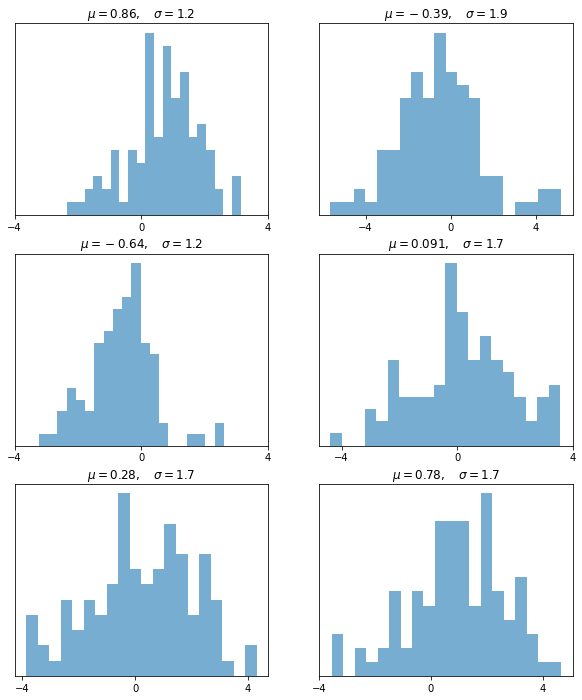 μ = 0.86, σ = 1.2
−4 0 4
μ = −0.39, σ = 1.9
−4 0 4
μ = −0.64, σ = 1.2
−4 0 4
μ = 0.091, σ = 1.7
−4 0 4
μ = 0.28, σ = 1.7
−4 0 4
μ = 0.78, σ = 1.7
−4 0 4